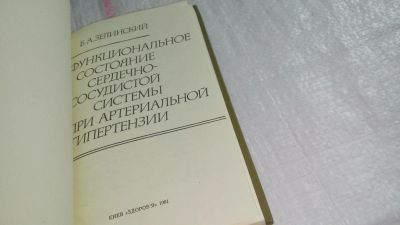 Б.А.ЗЕЛИНСКИЙ
ФУНКЦИОНАЛЬНОЕ
СОСТОЯНИЕ
СЕРДЕЧНО-
СОСУДИСТОЙ
СИСТЕМЫ
ПРИ АРТЕРИАЛЬНОЙ
ГИПЕРТЕНЗИИ
КИЕВ «ЗДОРОВ'Я» 1981